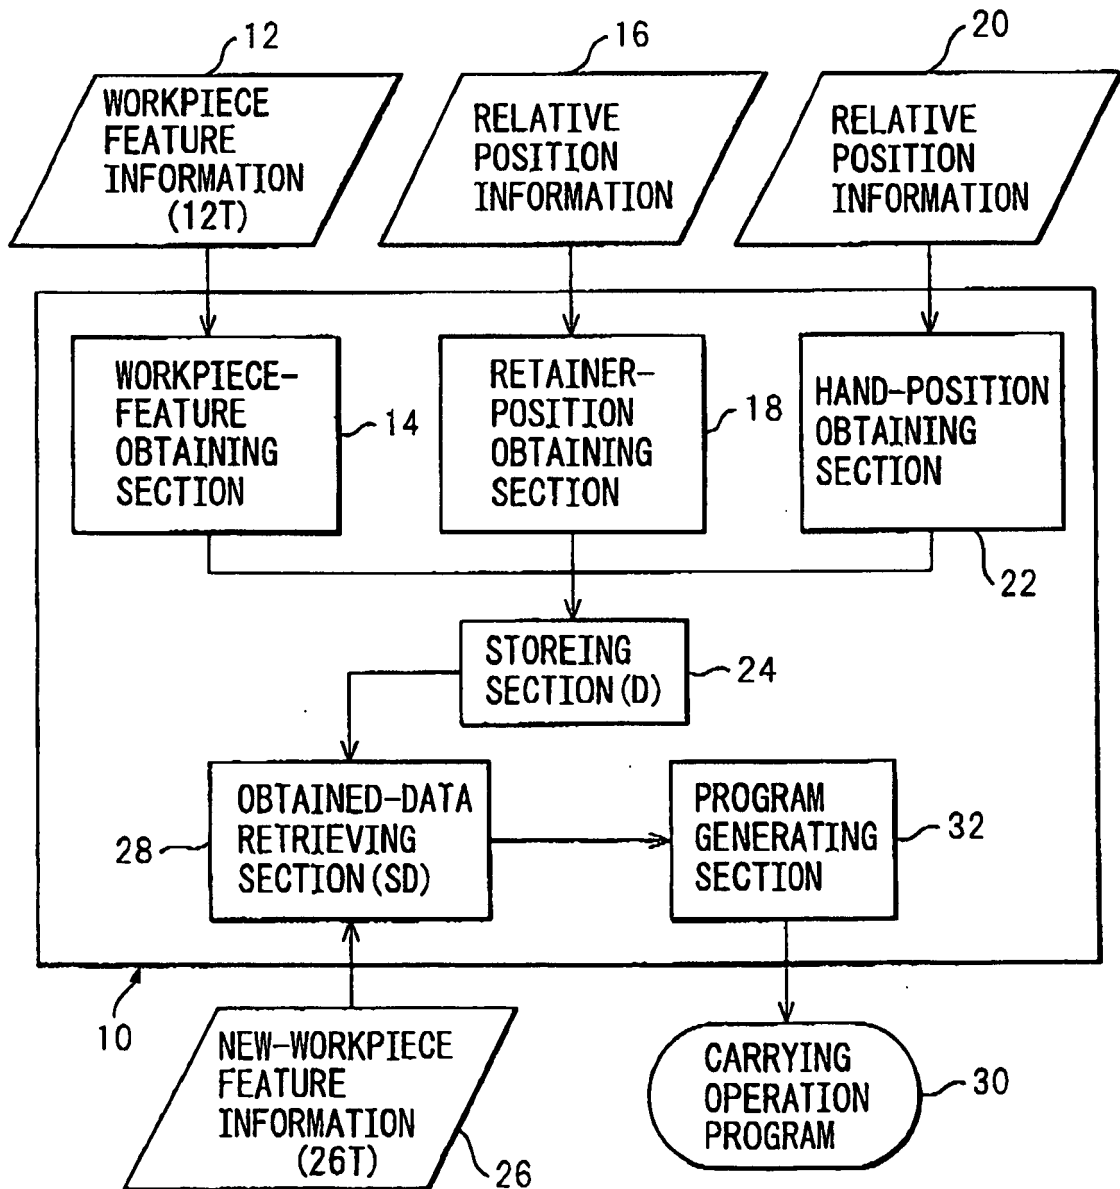 12
WORKPIECE
FEATURE
INFORMATION
(12T)
16
RELATIVE
POSITION
INFORMATION
20
RELATIVE
POSITION
INFORMATION
WORKPIECE-
FEATURE
OBTAINING
SECTION
14
RETAINER-
POSITION
OBTAINING
SECTION
18
HAND-POSITION
OBTAINING
SECTION
22
STOREING
SECTION(D)
24
OBTAINED-DATA
RETRIEVING
SECTION(SD)
28
PROGRAM
GENERATING
SECTION
32
10
NEW-WORKPIECE
FEATURE
INFORMATION
(26T)
26
CARRYING
OPERATION
PROGRAM
30